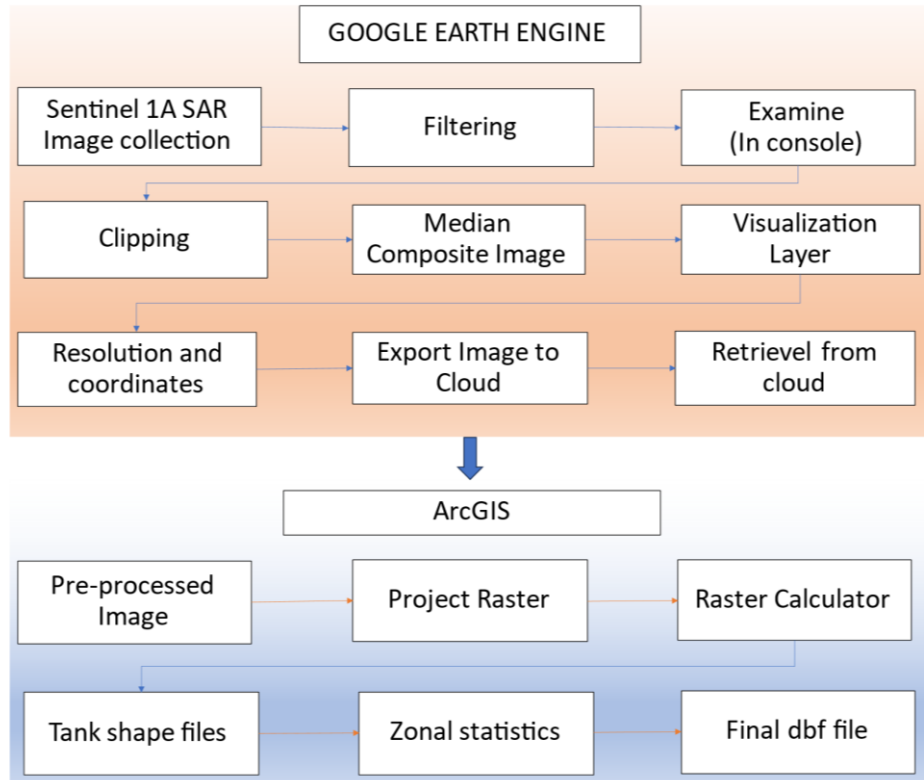 GOOGLE EARTH ENGINE
Sentinel 1A SAR
Image collection
Filtering
Examine
(In console)
Clipping
Median
Composite Image
Visualization
Layer
Resolution and
coordinates
Export Image to
Cloud
Retrievel from
cloud
ArcGIS
Pre-processed
Image
Project Raster
Raster Calculator
Tank shape files
Zonal statistics
Final dbf file